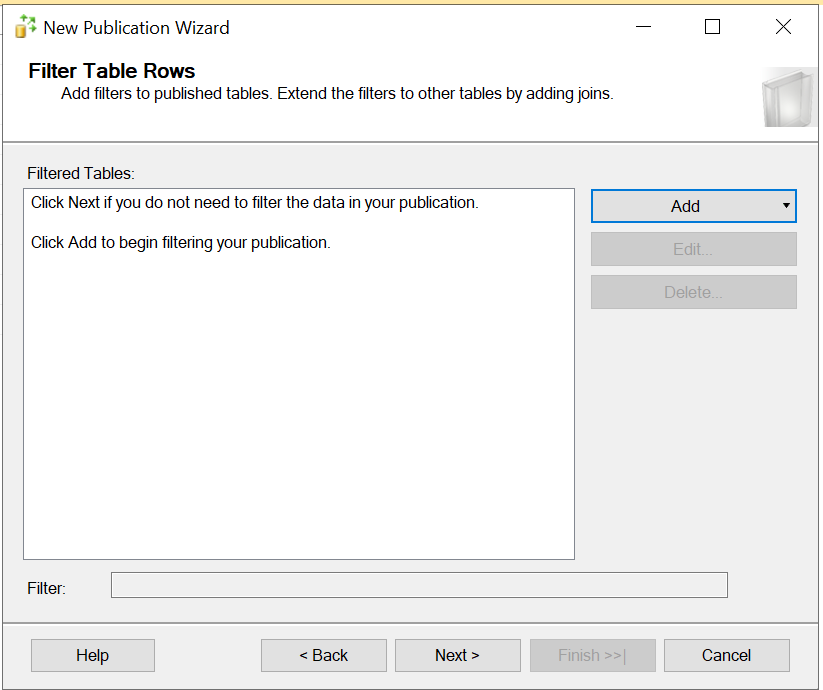 New Publication Wizard
Filter Table Rows
Add filters to published tables. Extend the filters to other tables by adding joins.
Filtered Tables:
Click Next if you do not need to filter the data in your publication.
Click Add to begin filtering your publication.
Add
Edit...
Delete...
Filter:
Help
< Back
Next >
Finish >>|
Cancel